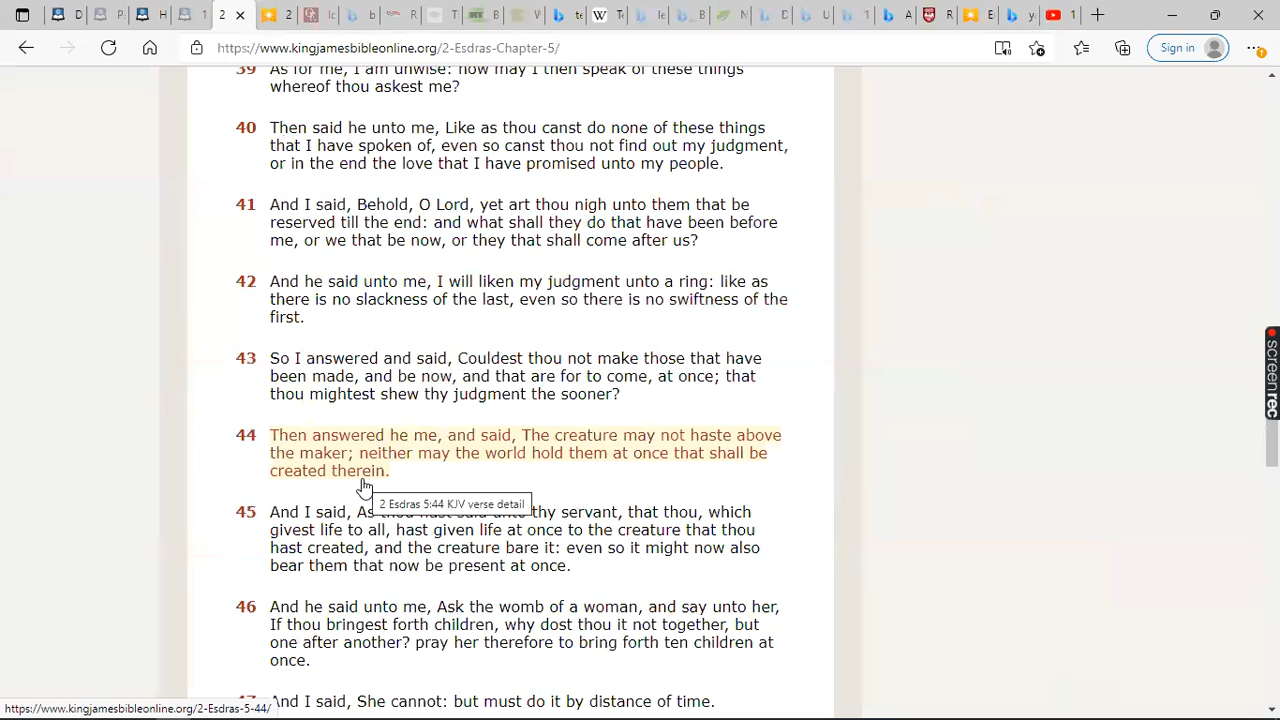 D
P
H
1
2
2
Ic
b
R
T
B
te
T
le
B
D
U
T
A
R
E
y
1
https://www.kingjamesbibleonline.org/2-Esdras-Chapter-5/
Sign in
39 As for me, I am unwise: how may I then speak of these things
whereof thou askest me?
40 Then said he unto me, Like as thou canst do none of these things
that I have spoken of, even so canst thou not find out my judgment,
or in the end the love that I have promised unto my people.
41 And I said, Behold, O Lord, yet art thou nigh unto them that be
reserved till the end: and what shall they do that have been before
me, or we that be now, or they that shall come after us?
42 And he said unto me, I will liken my judgment unto a ring: like as
there is no slackness of the last, even so there is no swiftness of the
first.
43 So I answered and said, Couldest thou not make those that have
been made, and be now, and that are for to come, at once; that
thou mightest shew thy judgment the sooner?
44 Then answered he me, and said, The creature may not haste above
the maker; neither may the world hold them at once that shall be
created therein.
2 Esdras 5:44 KJV verse detail
45 And I said, As thou hast said unto thy servant, that thou, which
givest life to all, hast given life at once to the creature that thou
hast created, and the creature bare it: even so it might now also
bear them that now be present at once.
46 And he said unto me, Ask the womb of a woman, and say unto her,
If thou bringest forth children, why dost thou it not together, but
one after another? pray her therefore to bring forth ten children at
once.
47 And I said, She cannot: but must do it by distance of time.
https://www.kingjamesbibleonline.org/2-Esdras-5-44/
screenrec